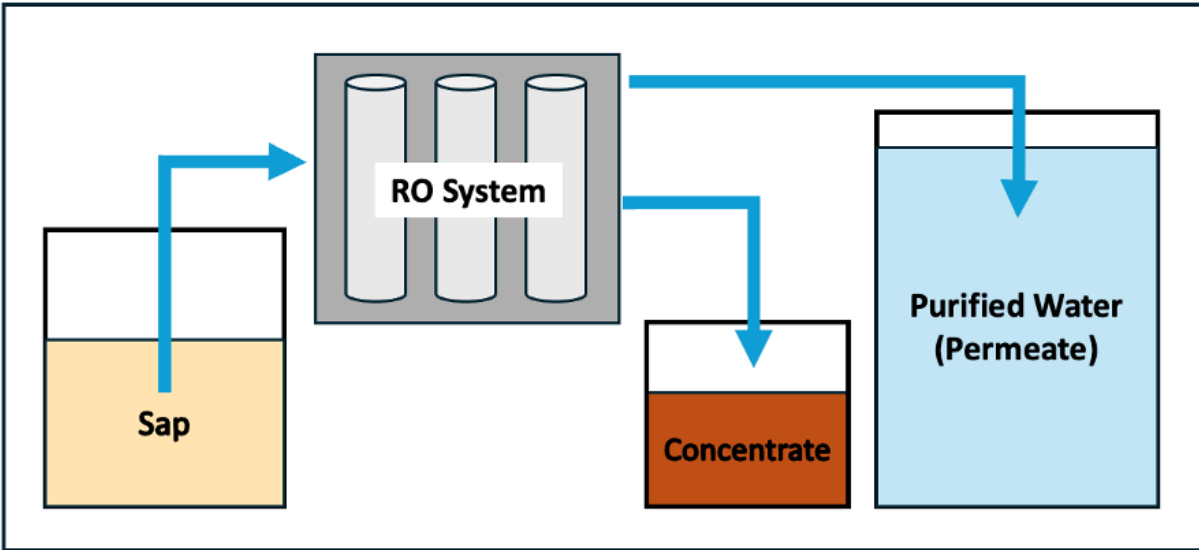 RO System
Sap
Concentrate
Purified Water
(Permeate)